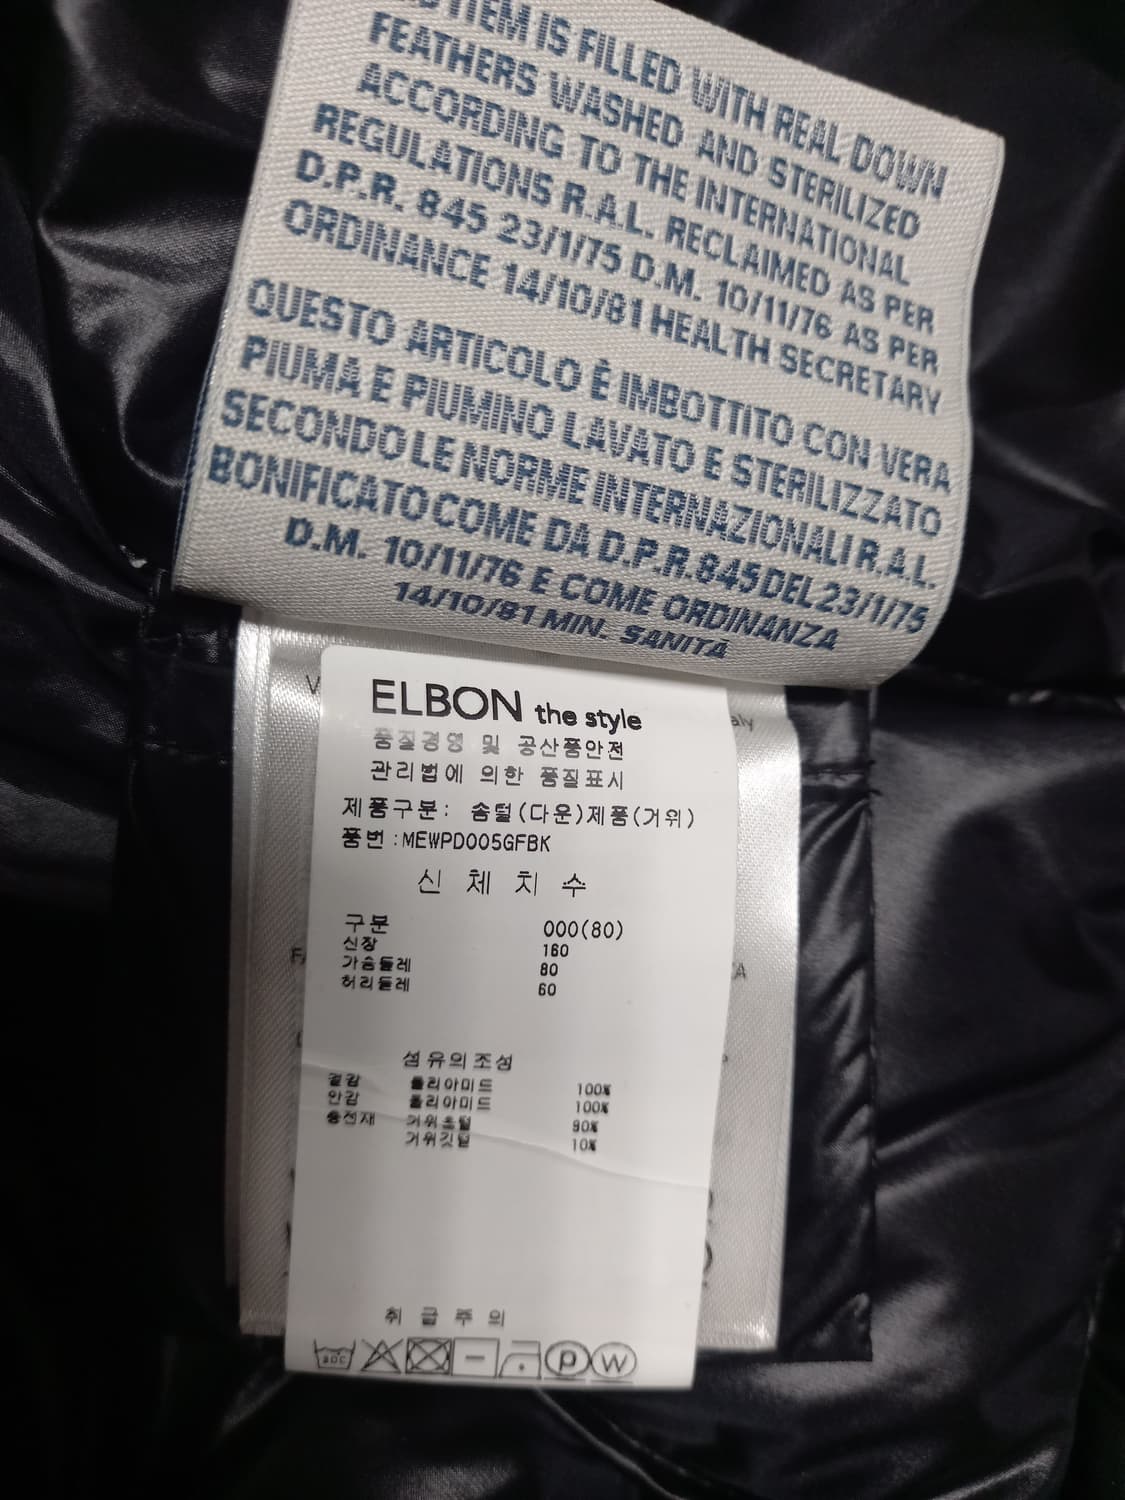 ITEM IS FILLED WITH REAL DOWN
FEATHERS WASHED AND STERILIZED
ACCORDING TO THE INTERNATIONAL
REGULATIONS R.A.L. RECLAIMED AS PER
D.P.R. 845 23/1/75 D.M. 10/11/76 AS PER
ORDINANCE 14/10/81 HEALTH SECRETARY
QUESTO ARTICOLO È IMBOTTITO CON VERA
PIUMA E PIUMINO LAVATO E STERILIZZATO
SECONDO LE NORME INTERNAZIONALI R.A.L.
BONIFICATO COME DA D.P.R. 845 DEL 23/1/75
D.M. 10/11/76 E COME ORDINANZA
14/10/81 MIN. SANITÀ
ELBON the style
품질경영 및 공산품안전
관리법에 의한 품질표시
제품구분: 솜털(다운)제품(거위)
품번:MEWPD005GFBK
신체치수
구분 000(80)
신장 160
가슴둘레 80
허리둘레 60
섬유의조성
겉감 폴리아미드 100%
안감 폴리아미드 100%
충전재 거위솜털 90%
거위깃털 10%
취급주의
30C P W